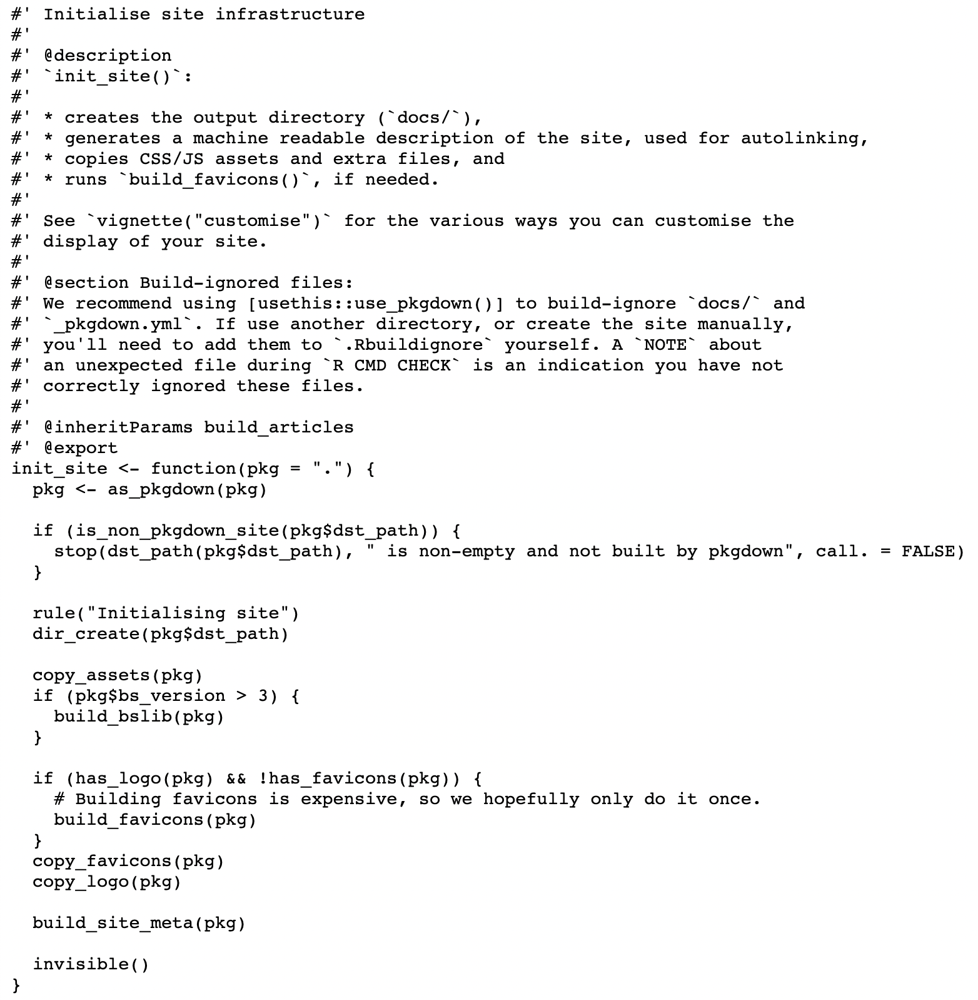 #' Initialise site infrastructure
#'
#' @description
#' `init_site()`:
#'
#' * creates the output directory (`docs/`),
#' * generates a machine readable description of the site, used for autolinking,
#' * copies CSS/JS assets and extra files, and
#' * runs `build_favicons()`, if needed.
#'
#' See `vignette("customise")` for the various ways you can customise the
#' display of your site.
#'
#' @section Build-ignored files:
#' We recommend using [usethis::use_pkgdown()] to build-ignore `docs/` and
#' `_pkgdown.yml`. If use another directory, or create the site manually,
#' you'll need to add them to `.Rbuildignore` yourself. A `NOTE` about
#' an unexpected file during `R CMD CHECK` is an indication you have not
#' correctly ignored these files.
#'
#' @inheritParams build_articles
#' @export
init_site <- function(pkg = ".") {
  pkg <- as_pkgdown(pkg)

  if (is_non_pkgdown_site(pkg$dst_path)) {
    stop(dst_path(pkg$dst_path), " is non-empty and not built by pkgdown", call. = FALSE)
  }

  rule("Initialising site")
  dir_create(pkg$dst_path)

  copy_assets(pkg)
  if (pkg$bs_version > 3) {
    build_bslib(pkg)
  }

  if (has_logo(pkg) && !has_favicons(pkg)) {
    # Building favicons is expensive, so we hopefully only do it once.
    build_favicons(pkg)
  }
  copy_favicons(pkg)
  copy_logo(pkg)

  build_site_meta(pkg)

  invisible()
}